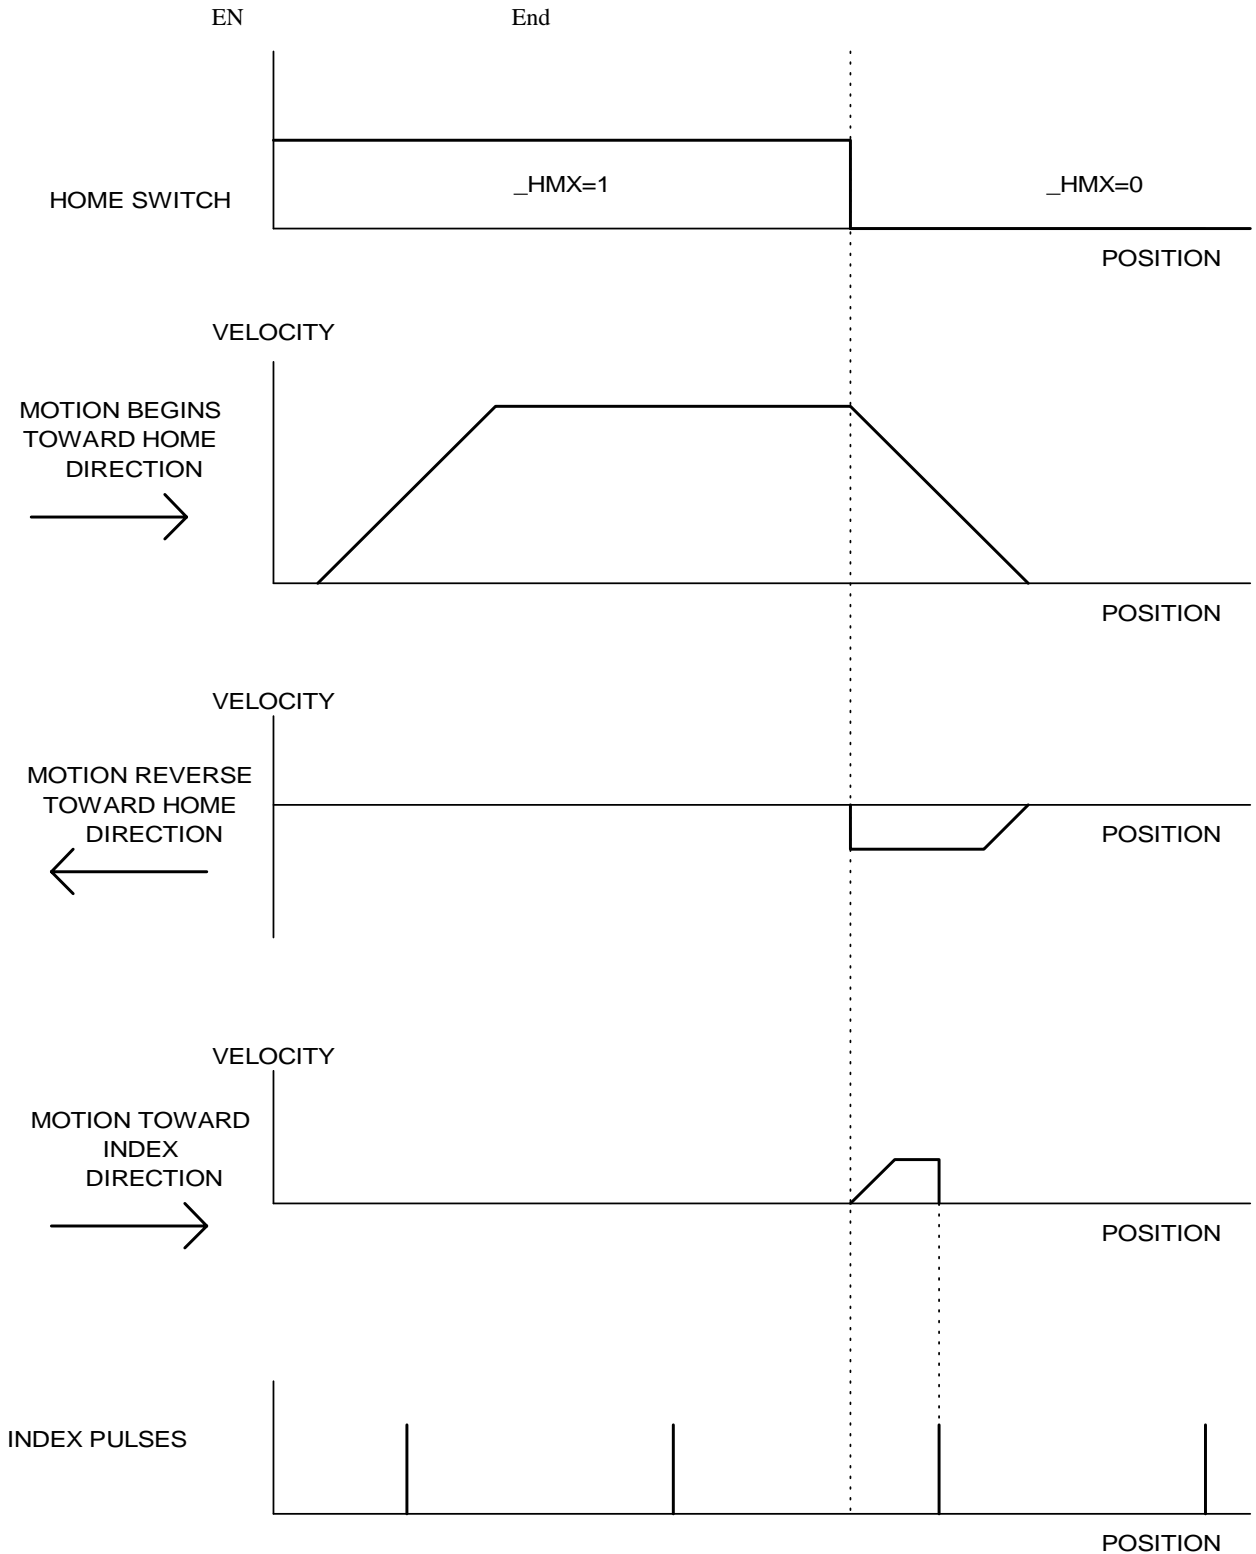 EN End
_HMX=1 _HMX=0
HOME SWITCH
POSITION
VELOCITY
MOTION BEGINS
TOWARD HOME
DIRECTION
POSITION
VELOCITY
MOTION REVERSE
TOWARD HOME
DIRECTION
POSITION
VELOCITY
MOTION TOWARD
INDEX
DIRECTION
POSITION
INDEX PULSES
POSITION